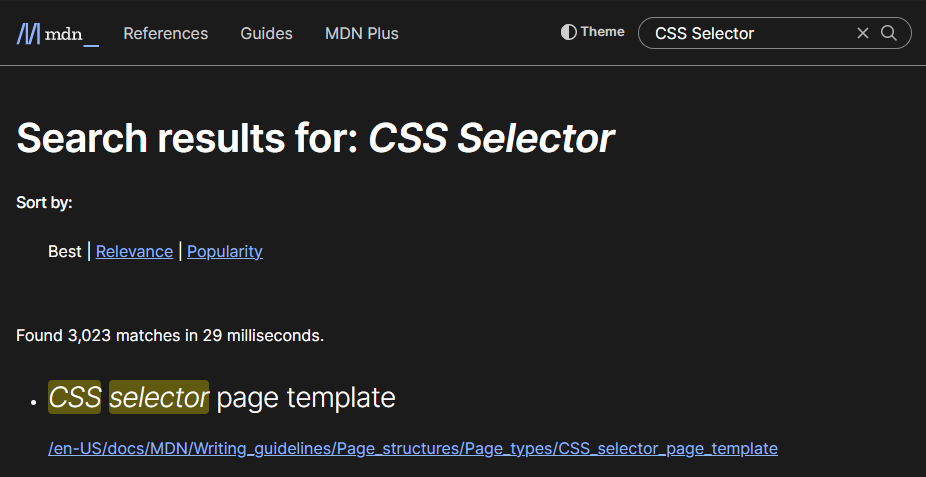 mdn_ References Guides MDN Plus Theme CSS Selector
Search results for: CSS Selector
Sort by:
Best | Relevance | Popularity
Found 3,023 matches in 29 milliseconds.
• CSS selector page template
/en-US/docs/MDN/Writing_guidelines/Page_structures/Page_types/CSS_selector_page_template